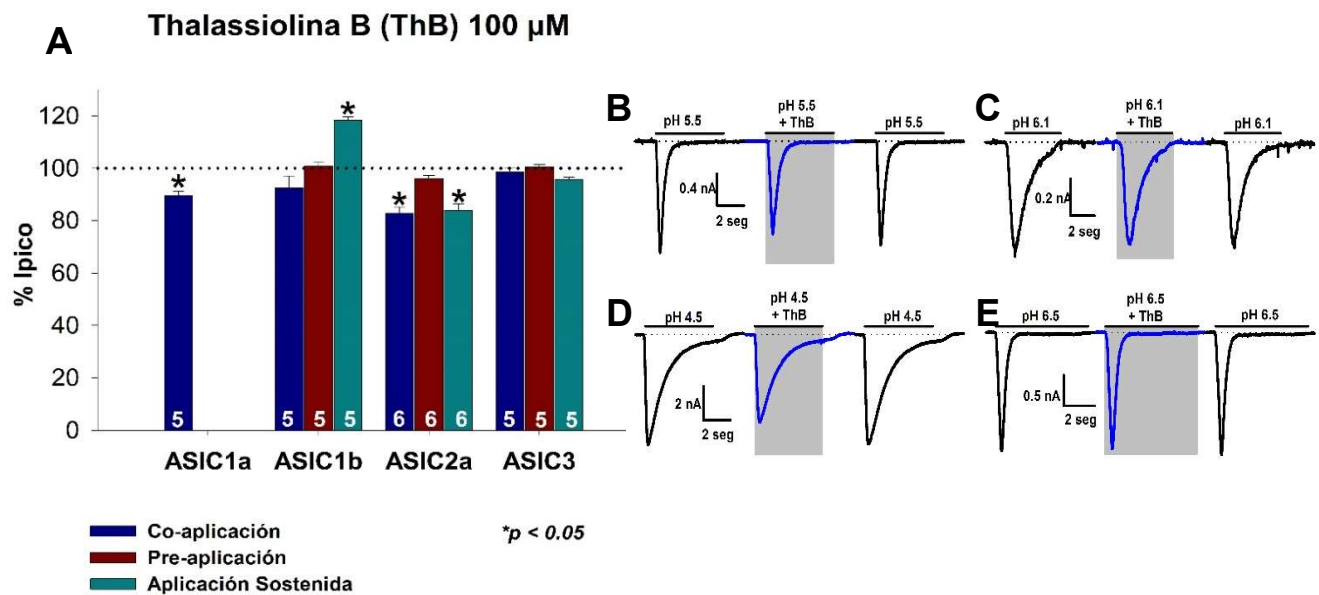 Thalassiolina B (ThB) 100 µM
A
% Ipico
120
100
80
60
40
20
0
*
*
*
*
5
5
5
5
6
6
6
5
5
5
ASIC1a
ASIC1b
ASIC2a
ASIC3
Co-aplicación
Pre-aplicación
Aplicación Sostenida
*p < 0.05
B
pH 5.5
pH 5.5
+ ThB
pH 5.5
0.4 nA
2 seg
C
pH 6.1
pH 6.1
+ ThB
pH 6.1
0.2 nA
2 seg
D
pH 4.5
pH 4.5
+ ThB
pH 4.5
2 nA
2 seg
E
pH 6.5
pH 6.5
+ ThB
pH 6.5
0.5 nA
2 seg